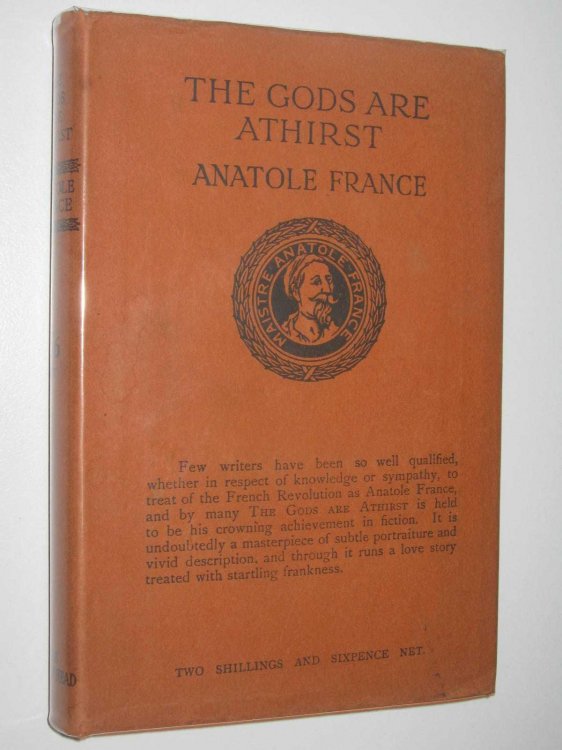 THE GODS ARE
ATHIRST
ANATOLE FRANCE
MAISTRE ANATOLE FRANCE
Few writers have been so well qualified,
whether in respect of knowledge or sympathy, to
treat of the French Revolution as Anatole France,
and by many THE GODS ARE ATHIRST is held
to be his crowning achievement in fiction. It is
undoubtedly a masterpiece of subtle portraiture and
vivid description, and through it runs a love story
treated with startling frankness.
TWO SHILLINGS AND SIXPENCE NET.